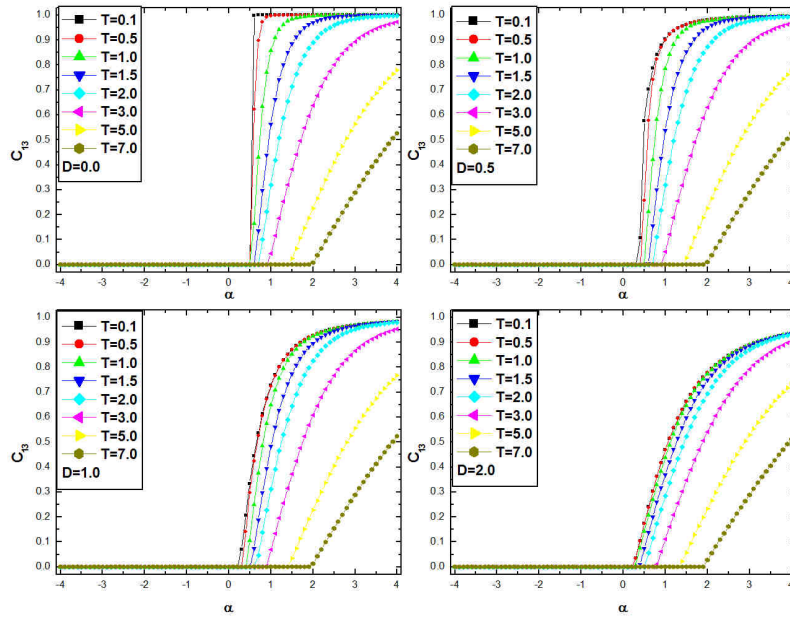 1.0
0.9
0.8
0.7
0.6
0.5
0.4
0.3
0.2
0.1
0.0
C13
T=0.1
T=0.5
T=1.0
T=1.5
T=2.0
T=3.0
T=5.0
T=7.0
D=0.0
-4 -3 -2 -1 0 1 2 3 4
α
1.0
0.9
0.8
0.7
0.6
0.5
0.4
0.3
0.2
0.1
0.0
C13
T=0.1
T=0.5
T=1.0
T=1.5
T=2.0
T=3.0
T=5.0
T=7.0
D=0.5
-4 -3 -2 -1 0 1 2 3 4
α
1.0
0.9
0.8
0.7
0.6
0.5
0.4
0.3
0.2
0.1
0.0
C13
T=0.1
T=0.5
T=1.0
T=1.5
T=2.0
T=3.0
T=5.0
T=7.0
D=1.0
-4 -3 -2 -1 0 1 2 3 4
α
1.0
0.9
0.8
0.7
0.6
0.5
0.4
0.3
0.2
0.1
0.0
C13
T=0.1
T=0.5
T=1.0
T=1.5
T=2.0
T=3.0
T=5.0
T=7.0
D=2.0
-4 -3 -2 -1 0 1 2 3 4
α